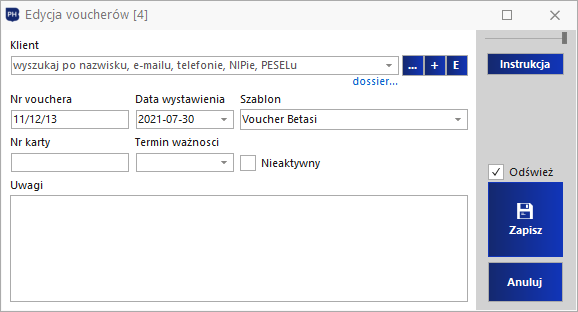 PH
Edycja voucherów [4]
Klient
wyszukaj po nazwisku, e-mailu, telefonie, NIPie, PESELu
... + E
dossier...
Instrukcja
Nr vouchera Data wystawienia Szablon
11/12/13 2021-07-30 Voucher Betasi
Nr karty Termin ważnosci
Nieaktywny
Uwagi
Odśwież
Zapisz
Anuluj